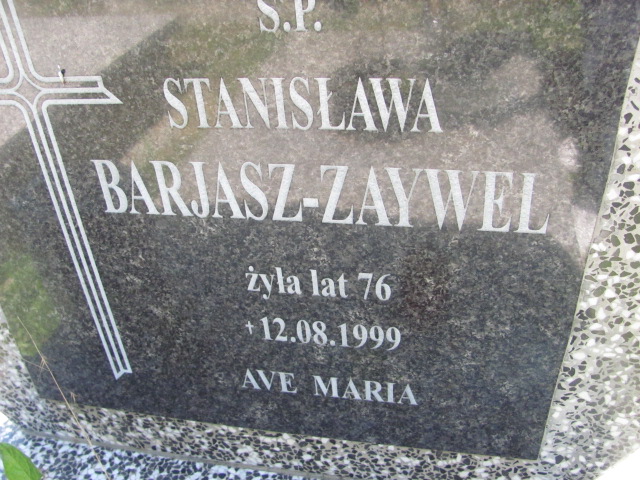 Ś.P.
STANISŁAWA
BARJASZ-ZAYWEL
żyła lat 76
+12.08.1999
AVE MARIA